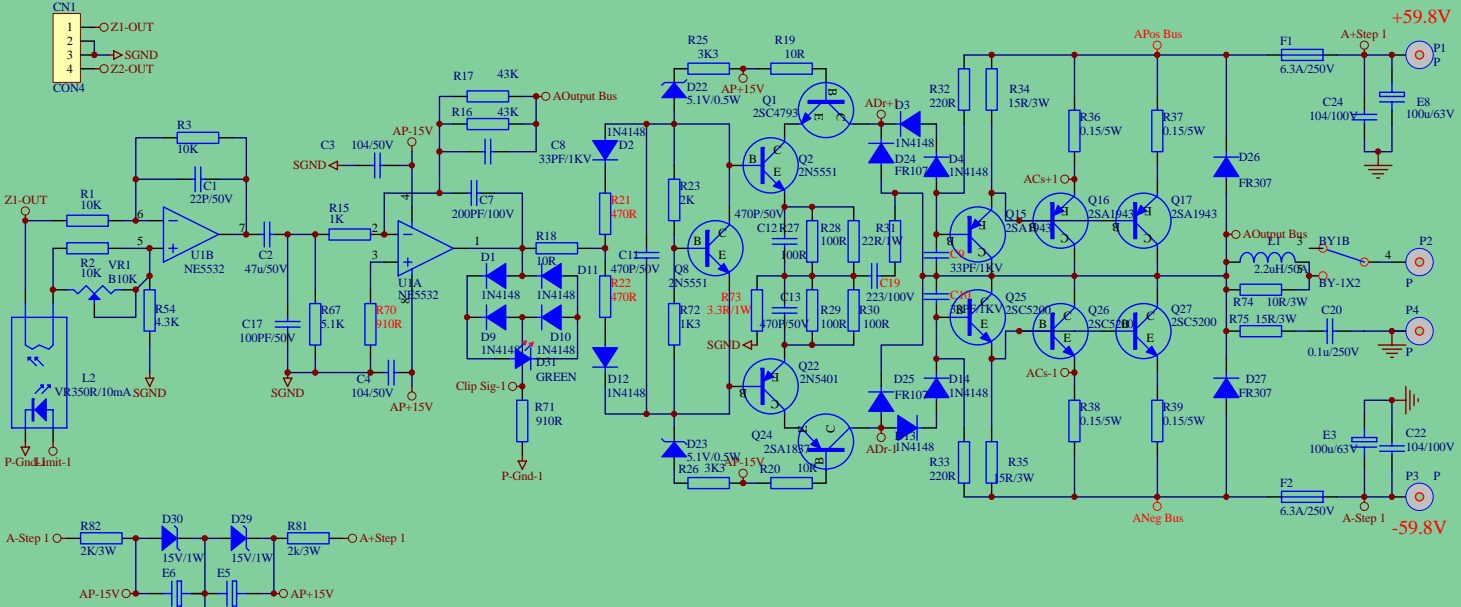 CN1
1
Z1-OUT
2
3
SGND
4
Z2-OUT
CON4
R3
10K
C1
22P/50V
Z1-OUT
R1
10K
6
7
5
U1B
NE5532
R2
10K
VR1
B10K
R54
4.3K
SGND
L2
VR350R/10mA
P-Gnd-1
Limit-1
C2
47u/50V
C17
100PF/50V
R67
5.1K
SGND
R15
1K
R70
910R
C4
104/50V
AP+15V
C3
104/50V
SGND
AP-15V
R17
43K
R16
43K
AOutput Bus
C8
33PF/1KV
C7
200PF/100V
4
2
3
1
8
U1A
NE5532
R18
10R
D1
1N4148
D11
D9
1N4148
D10
1N4148
D31
GREEN
Clip Sig-1
R71
910R
P-Gnd-1
1N4148
D2
R21
470R
R22
470R
D12
1N4148
C11
470P/50V
R25
3K3
D22
5.1V/0.5W
AP+15V
R19
10R
R23
2K
Q8
2N5551
B
C
E
R72
1K3
D23
5.1V/0.5W
R26
3K3
AP-15V
R20
10R
Q1
2SC4793
B
E
C
Q2
2N5551
B
C
E
470P/50V
C12
R27
100R
R28
100R
R31
22R/1W
R73
3.3R/1W
SGND
C13
470P/50V
R29
100R
R30
100R
C19
223/100V
Q22
2N5401
B
E
C
Q24
2SA1837
E
C
B
ADr+1
D3
1N4148
D24
FR107
D4
1N4148
D25
FR107
D14
1N4148
D13
1N4148
ADr-1
C9
33PF/1KV
C10
33PF/1KV
R32
220R
R34
15R/3W
R33
220R
R35
15R/3W
Q15
2SA1943
B
E
C
Q25
2SC5200
B
C
E
APos Bus
R36
0.15/5W
R37
0.15/5W
ACs+1
Q16
2SA1943
B
E
C
Q17
2SA1943
B
E
C
Q26
2SC5200
B
C
E
Q27
2SC5200
B
C
E
ACs-1
R38
0.15/5W
R39
0.15/5W
ANeg Bus
D26
FR307
D27
FR307
AOutput Bus
L1
2.2uH/50A
R74
10R/3W
R75
15R/3W
C20
0.1u/250V
3
BY1B
4
BY-1X2
+59.8V
F1
6.3A/250V
A+Step 1
P1
P
C24
104/100V
E8
100u/63V
P2
P
P4
P
E3
100u/63V
C22
104/100V
F2
6.3A/250V
A-Step 1
P3
P
-59.8V
A-Step 1
R82
2K/3W
D30
15V/1W
D29
15V/1W
R81
2k/3W
A+Step 1
E6
E5
AP-15V
AP+15V